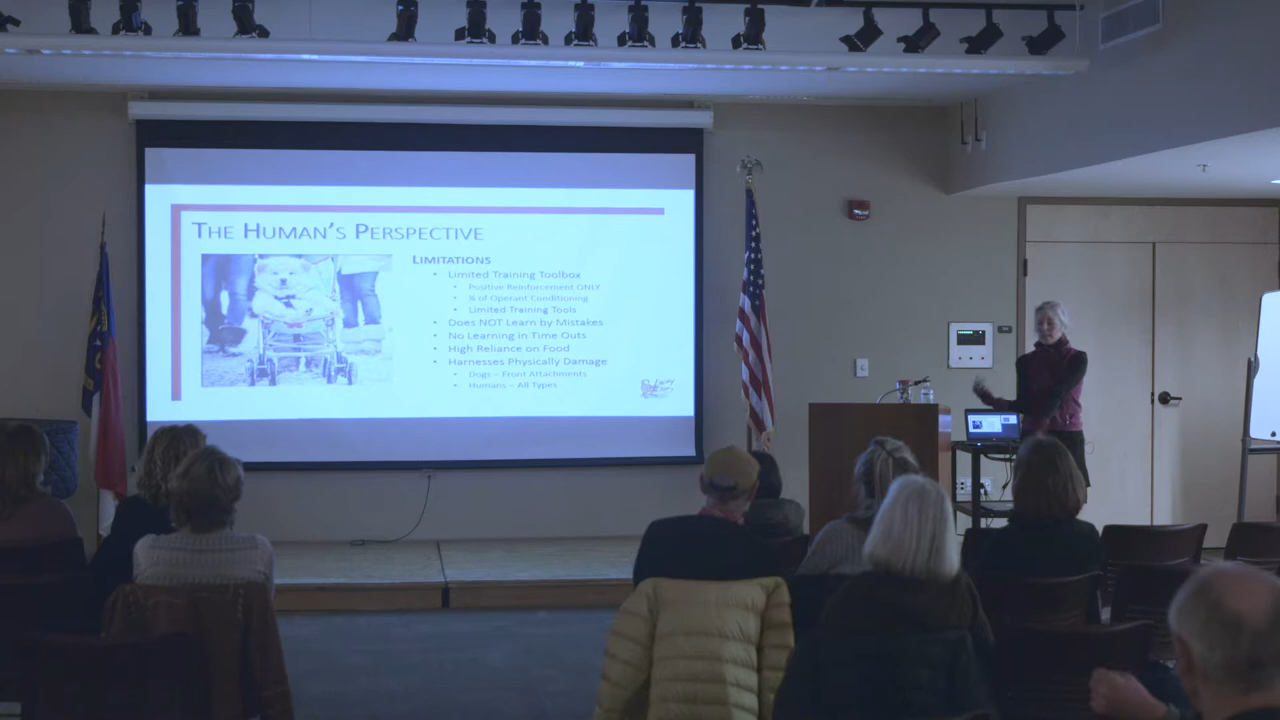 THE HUMAN'S PERSPECTIVE
LIMITATIONS
• Limited Training Toolbox
• Positive Reinforcement ONLY
• ¼ of Operant Conditioning
• Limited Training Tools
• Does NOT Learn by Mistakes
• No Learning in Time Outs
• High Reliance on Food
• Harnesses Physically Damage
• Dogs – Front Attachments
• Humans – All Types